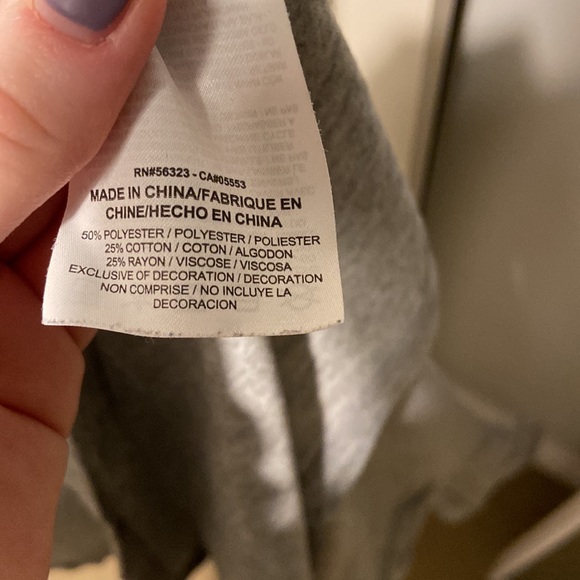 RN#56323 - CA#05553
MADE IN CHINA/FABRIQUE EN
CHINE/HECHO EN CHINA
50% POLYESTER / POLYESTER / POLIESTER
25% COTTON / COTON / ALGODON
25% RAYON / VISCOSE / VISCOSA
EXCLUSIVE OF DECORATION / DECORATION
NON COMPRISE / NO INCLUYE LA
DECORACION